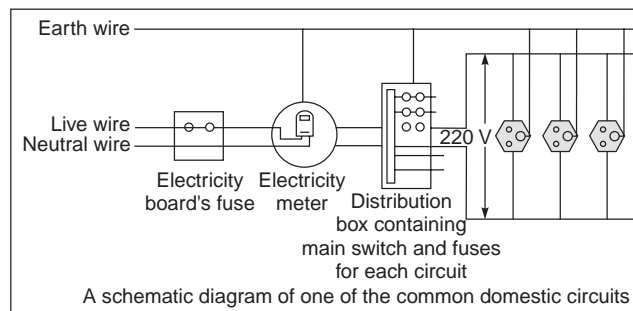 Earth wire
Live wire
Neutral wire
220 V
Electricity
board's fuse
Electricity
meter
Distribution
box containing
main switch and fuses
for each circuit
A schematic diagram of one of the common domestic circuits